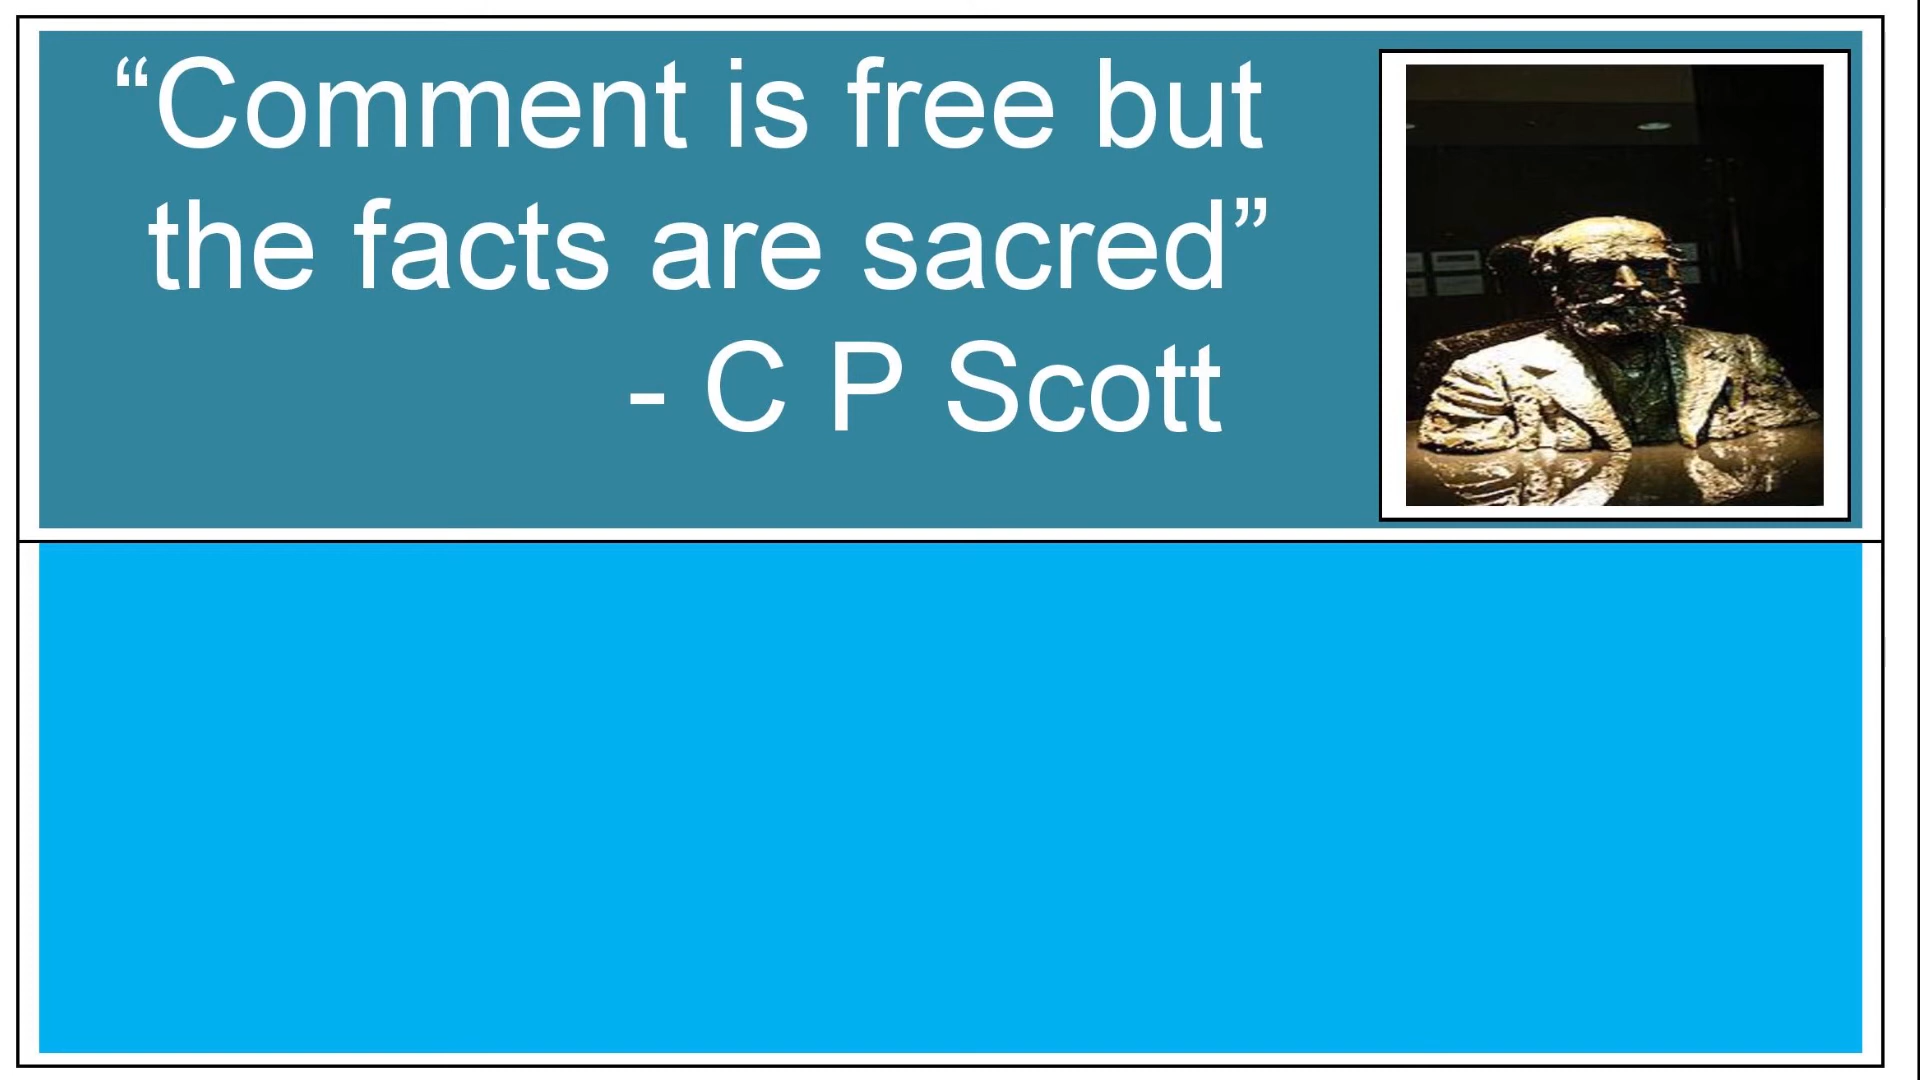 “Comment is free but
the facts are sacred”
- C P Scott